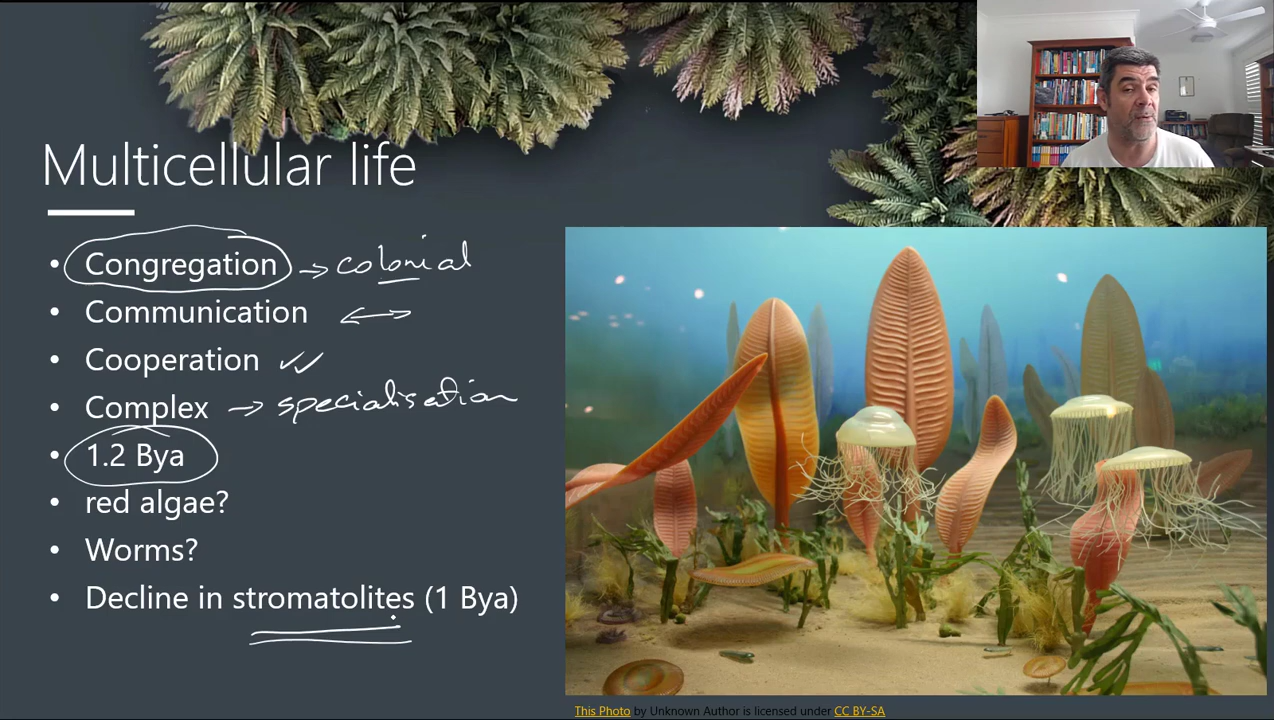 Multicellular life
• Congregation → colonial
• Communication ↔
• Cooperation ✓✓
• Complex → specialisation
• 1.2 Bya
• red algae?
• Worms?
• Decline in stromatolites (1 Bya)
This Photo by Unknown Author is licensed under CC BY-SA